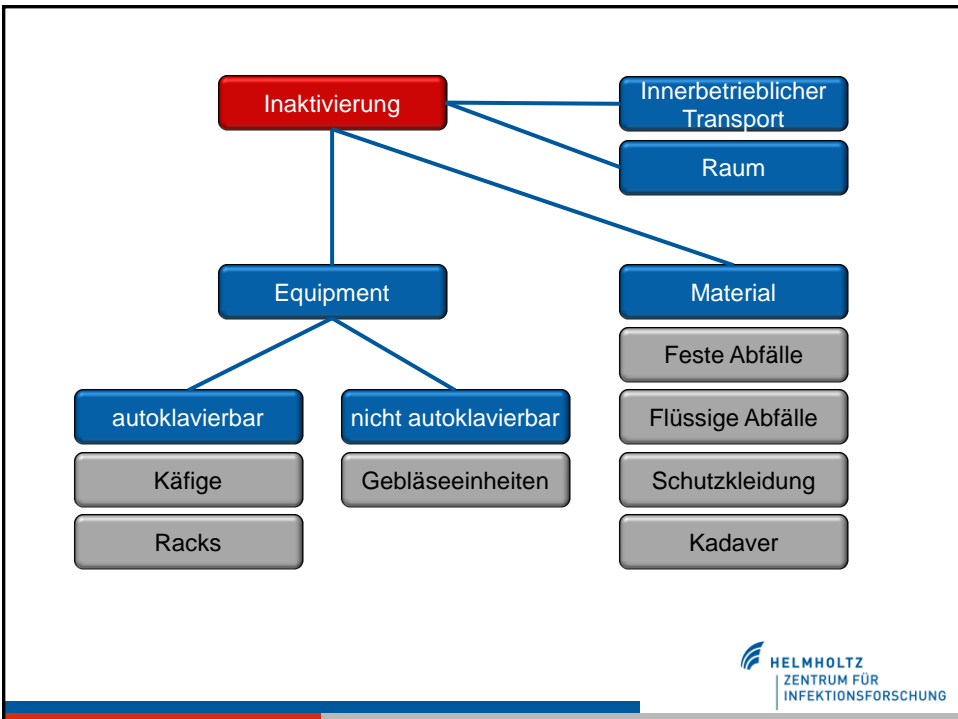 Inaktivierung
Innerbetrieblicher
Transport
Raum
Equipment
Material
autoklavierbar
nicht autoklavierbar
Käfige
Racks
Gebläseeinheiten
Feste Abfälle
Flüssige Abfälle
Schutzkleidung
Kadaver
HELMHOLTZ
ZENTRUM FÜR
INFEKTIONSFORSCHUNG